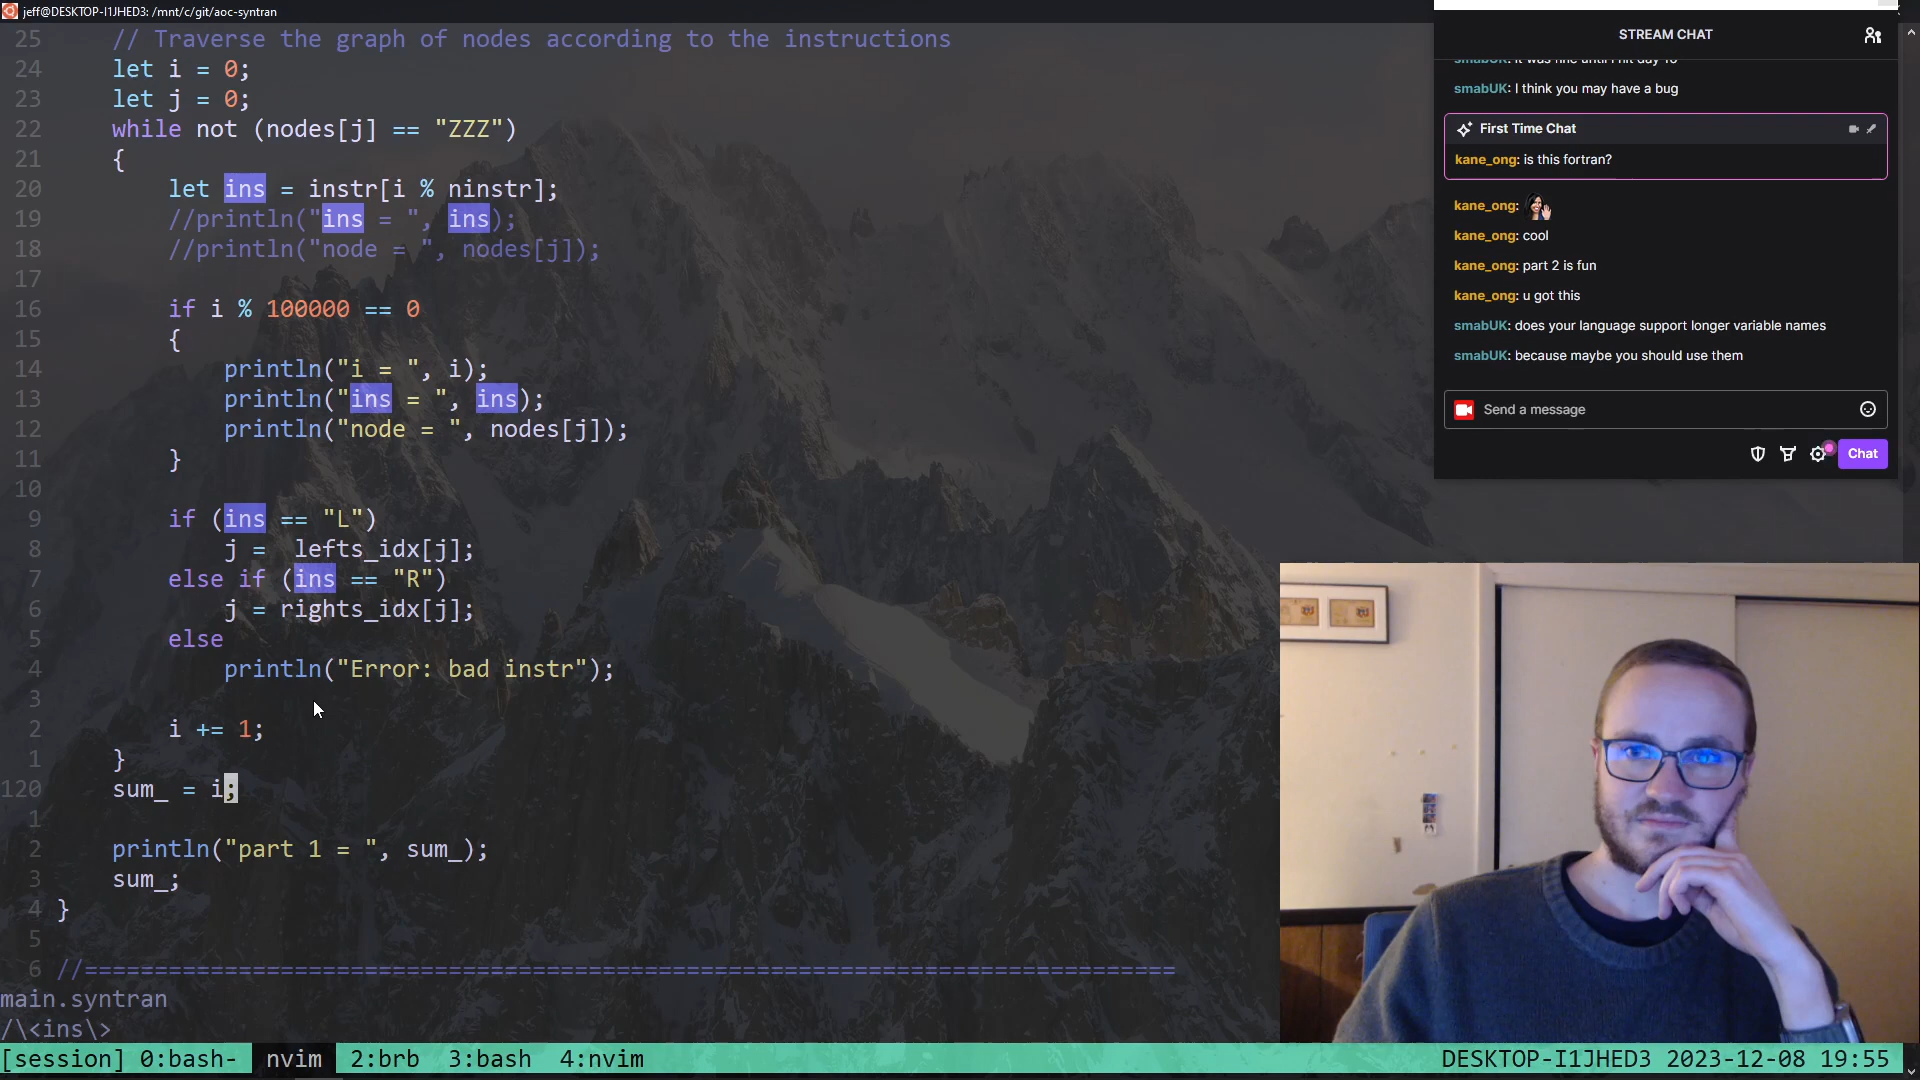 jeff@DESKTOP-I1JHED3: /mnt/c/git/aoc-syntran
25 // Traverse the graph of nodes according to the instructions
24 let i = 0;
23 let j = 0;
22 while not (nodes[j] == "ZZZ")
21 {
20 let ins = instr[i % ninstr];
19 //println("ins = ", ins);
18 //println("node = ", nodes[j]);
17
16 if i % 100000 == 0
15 {
14 println("i = ", i);
13 println("ins = ", ins);
12 println("node = ", nodes[j]);
11 }
10
9 if (ins == "L")
8 j =  lefts_idx[j];
7 else if (ins == "R")
6 j = rights_idx[j];
5 else
4 println("Error: bad instr");
3
2 i += 1;
1 }
120 sum_ = i;
1
2 println("part 1 = ", sum_);
3 sum_;
4 }
5
6 //==============================================================================
main.syntran
/\<ins\>
[session] 0:bash- nvim 2:brb 3:bash 4:nvim
DESKTOP-I1JHED3 2023-12-08 19:55
STREAM CHAT
smabUK: it was fine until I hit day 10
smabUK: I think you may have a bug
First Time Chat
kane_ong: is this fortran?
kane_ong:
kane_ong: cool
kane_ong: part 2 is fun
kane_ong: u got this
smabUK: does your language support longer variable names
smabUK: because maybe you should use them
Send a message
Chat